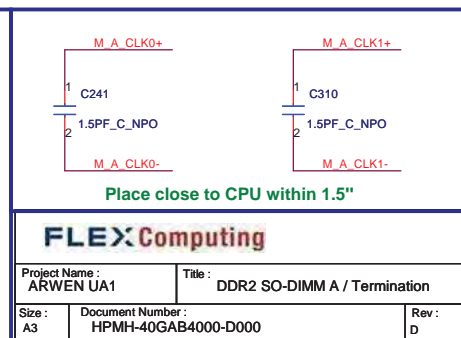 M_A_CLK0+ M_A_CLK1+
1 1
C241 C310
1.5PF_C_NPO 1.5PF_C_NPO
2 2
M_A_CLK0- M_A_CLK1-
Place close to CPU within 1.5"
FLEX Computing
Project Name : Title :
ARWEN UA1 DDR2 SO-DIMM A / Termination
Size : Document Number : Rev :
A3 HPMH-40GAB4000-D000 D